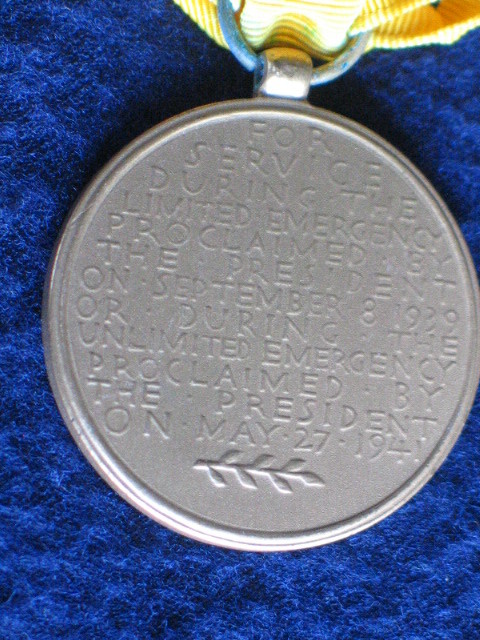 FOR
SERVICE
DURING THE
LIMITED EMERGENCY
PROCLAIMED · BY
THE · PRESIDENT
ON · SEPTEMBER 8 1939
OR · DURING · THE
UNLIMITED EMERGENCY
PROCLAIMED · BY
THE · PRESIDENT
ON · MAY · 27 · 1941